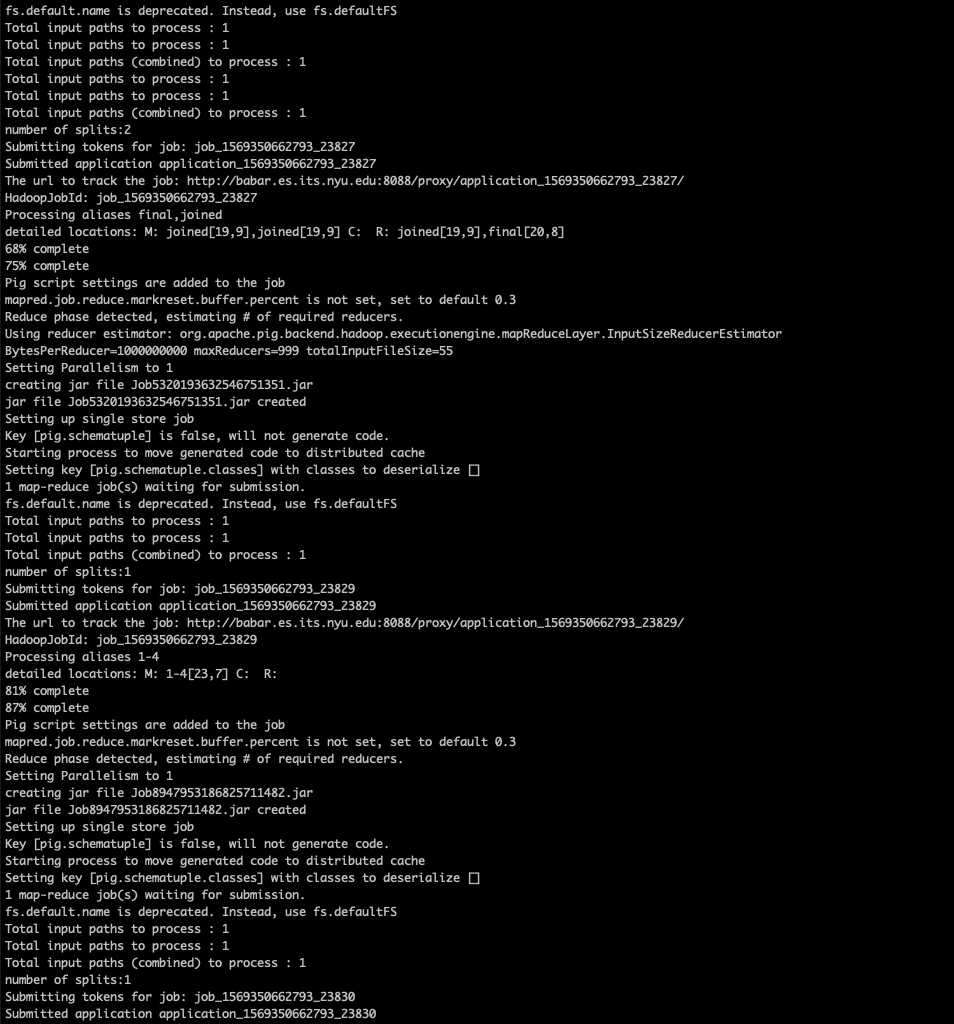 fs.default.name is deprecated. Instead, use fs.defaultFS
Total input paths to process : 1
Total input paths to process : 1
Total input paths (combined) to process : 1
Total input paths to process : 1
Total input paths to process : 1
Total input paths (combined) to process : 1
number of splits:2
Submitting tokens for job: job_1569350662793_23827
Submitted application application_1569350662793_23827
The url to track the job: http://babar.es.its.nyu.edu:8088/proxy/application_1569350662793_23827/
HadoopJobId: job_1569350662793_23827
Processing aliases final,joined
detailed locations: M: joined[19,9],joined[19,9] C:  R: joined[19,9],final[20,8]
68% complete
75% complete
Pig script settings are added to the job
mapred.job.reduce.markreset.buffer.percent is not set, set to default 0.3
Reduce phase detected, estimating # of required reducers.
Using reducer estimator: org.apache.pig.backend.hadoop.executionengine.mapReduceLayer.InputSizeReducerEstimator
BytesPerReducer=1000000000 maxReducers=999 totalInputFileSize=55
Setting Parallelism to 1
creating jar file Job5320193632546751351.jar
jar file Job5320193632546751351.jar created
Setting up single store job
Key [pig.schematuple] is false, will not generate code.
Starting process to move generated code to distributed cache
Setting key [pig.schematuple.classes] with classes to deserialize []
1 map-reduce job(s) waiting for submission.
fs.default.name is deprecated. Instead, use fs.defaultFS
Total input paths to process : 1
Total input paths to process : 1
Total input paths (combined) to process : 1
number of splits:1
Submitting tokens for job: job_1569350662793_23829
Submitted application application_1569350662793_23829
The url to track the job: http://babar.es.its.nyu.edu:8088/proxy/application_1569350662793_23829/
HadoopJobId: job_1569350662793_23829
Processing aliases 1-4
detailed locations: M: 1-4[23,7] C:  R:
81% complete
87% complete
Pig script settings are added to the job
mapred.job.reduce.markreset.buffer.percent is not set, set to default 0.3
Reduce phase detected, estimating # of required reducers.
Setting Parallelism to 1
creating jar file Job8947953186825711482.jar
jar file Job8947953186825711482.jar created
Setting up single store job
Key [pig.schematuple] is false, will not generate code.
Starting process to move generated code to distributed cache
Setting key [pig.schematuple.classes] with classes to deserialize []
1 map-reduce job(s) waiting for submission.
fs.default.name is deprecated. Instead, use fs.defaultFS
Total input paths to process : 1
Total input paths to process : 1
Total input paths (combined) to process : 1
number of splits:1
Submitting tokens for job: job_1569350662793_23830
Submitted application application_1569350662793_23830